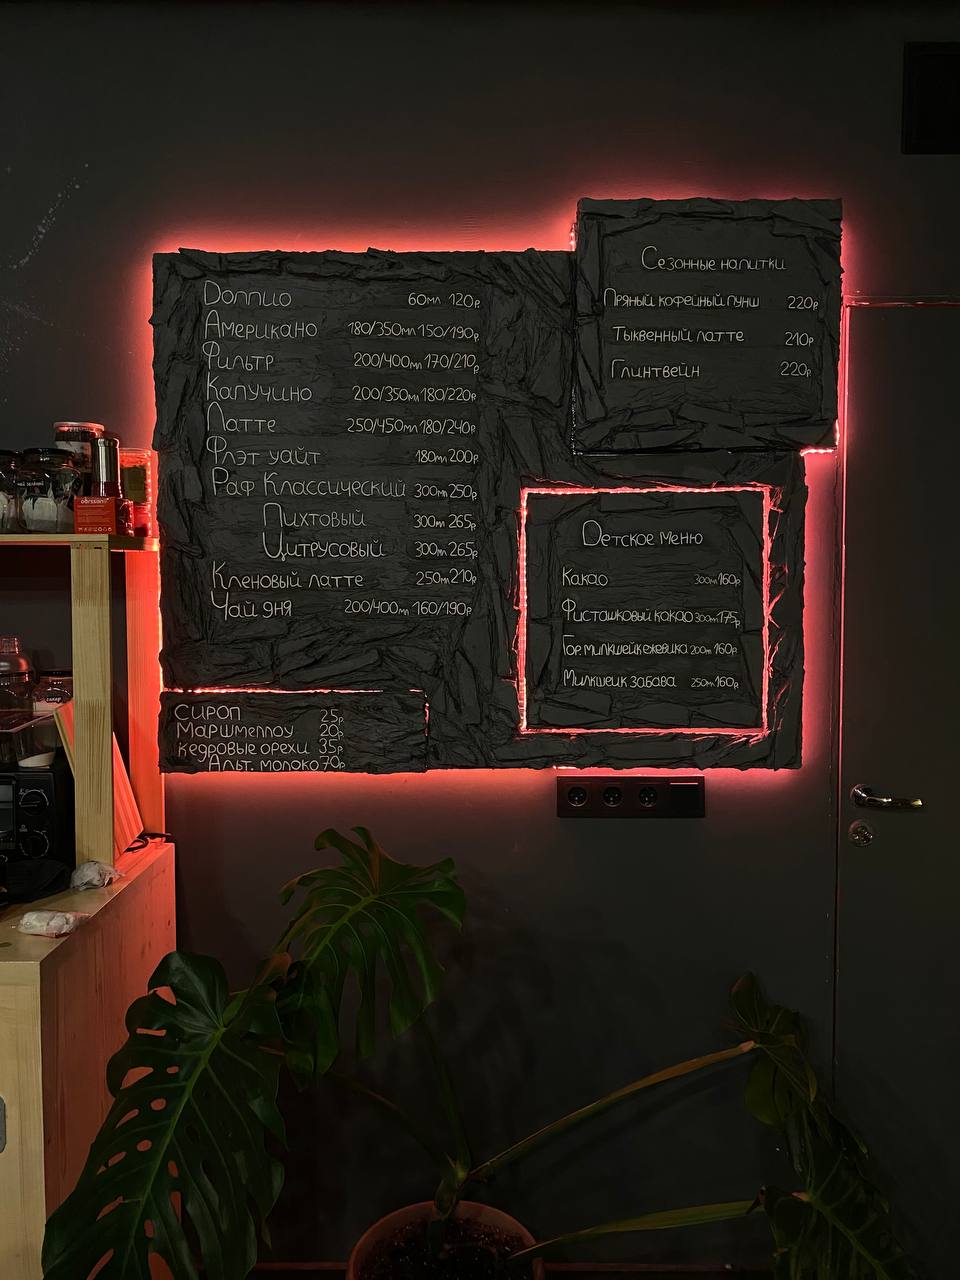 Доппио 60мл 120р
Американо 180/350мл 150/190р
Фильтр 200/400мл 170/210р
Капучино 200/350мл 180/220р
Латте 250/450мл 180/240р
Флэт уайт 180мл 200р
Раф Классический 300мл 250р
Пихтовый 300мл 265р
Цитрусовый 300мл 265р
Кленовый латте 250мл 210р
Чай дня 200/400мл 160/190р
Сироп 25р
Маршмеллоу 20р
Кедровые орехи 35р
Альт. молоко 70р
Сезонные напитки
Пряный кофейный пунш 220р
Тыквенный латте 210р
Глинтвейн 220р
Детское меню
Какао 300мл 160р
Фисташковый какао 300мл 175р
Гор. милкшейк ежевика 200мл 160р
Милкшейк Забава 250мл 160р